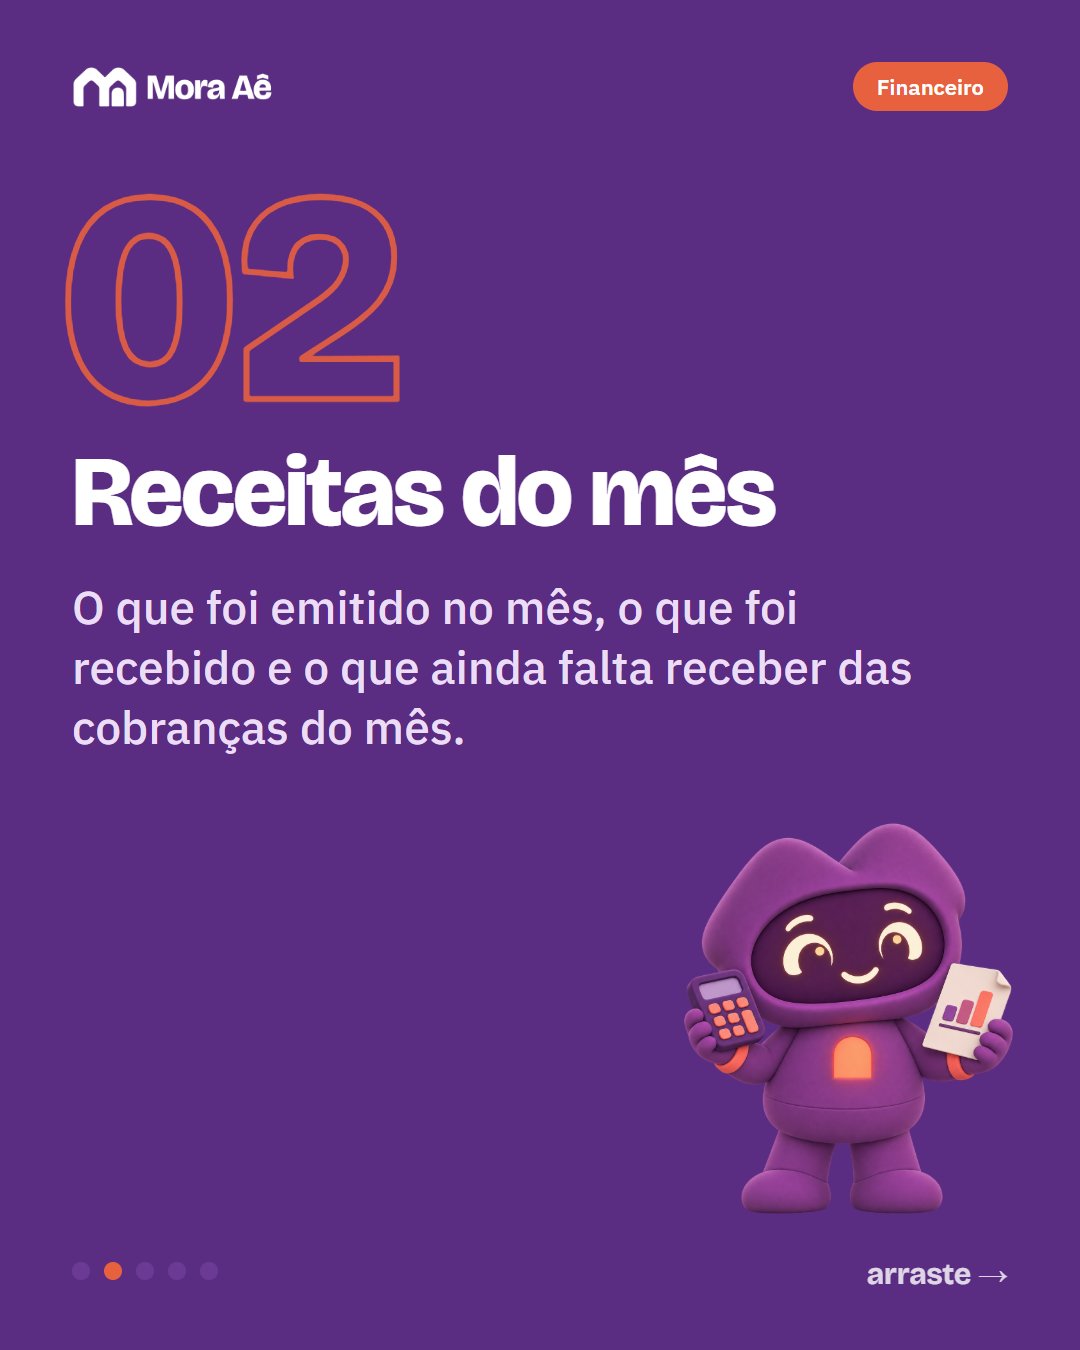 Mora Aê
Financeiro
02
Receitas do mês
O que foi emitido no mês, o que foi
recebido e o que ainda falta receber das
cobranças do mês.
arraste →